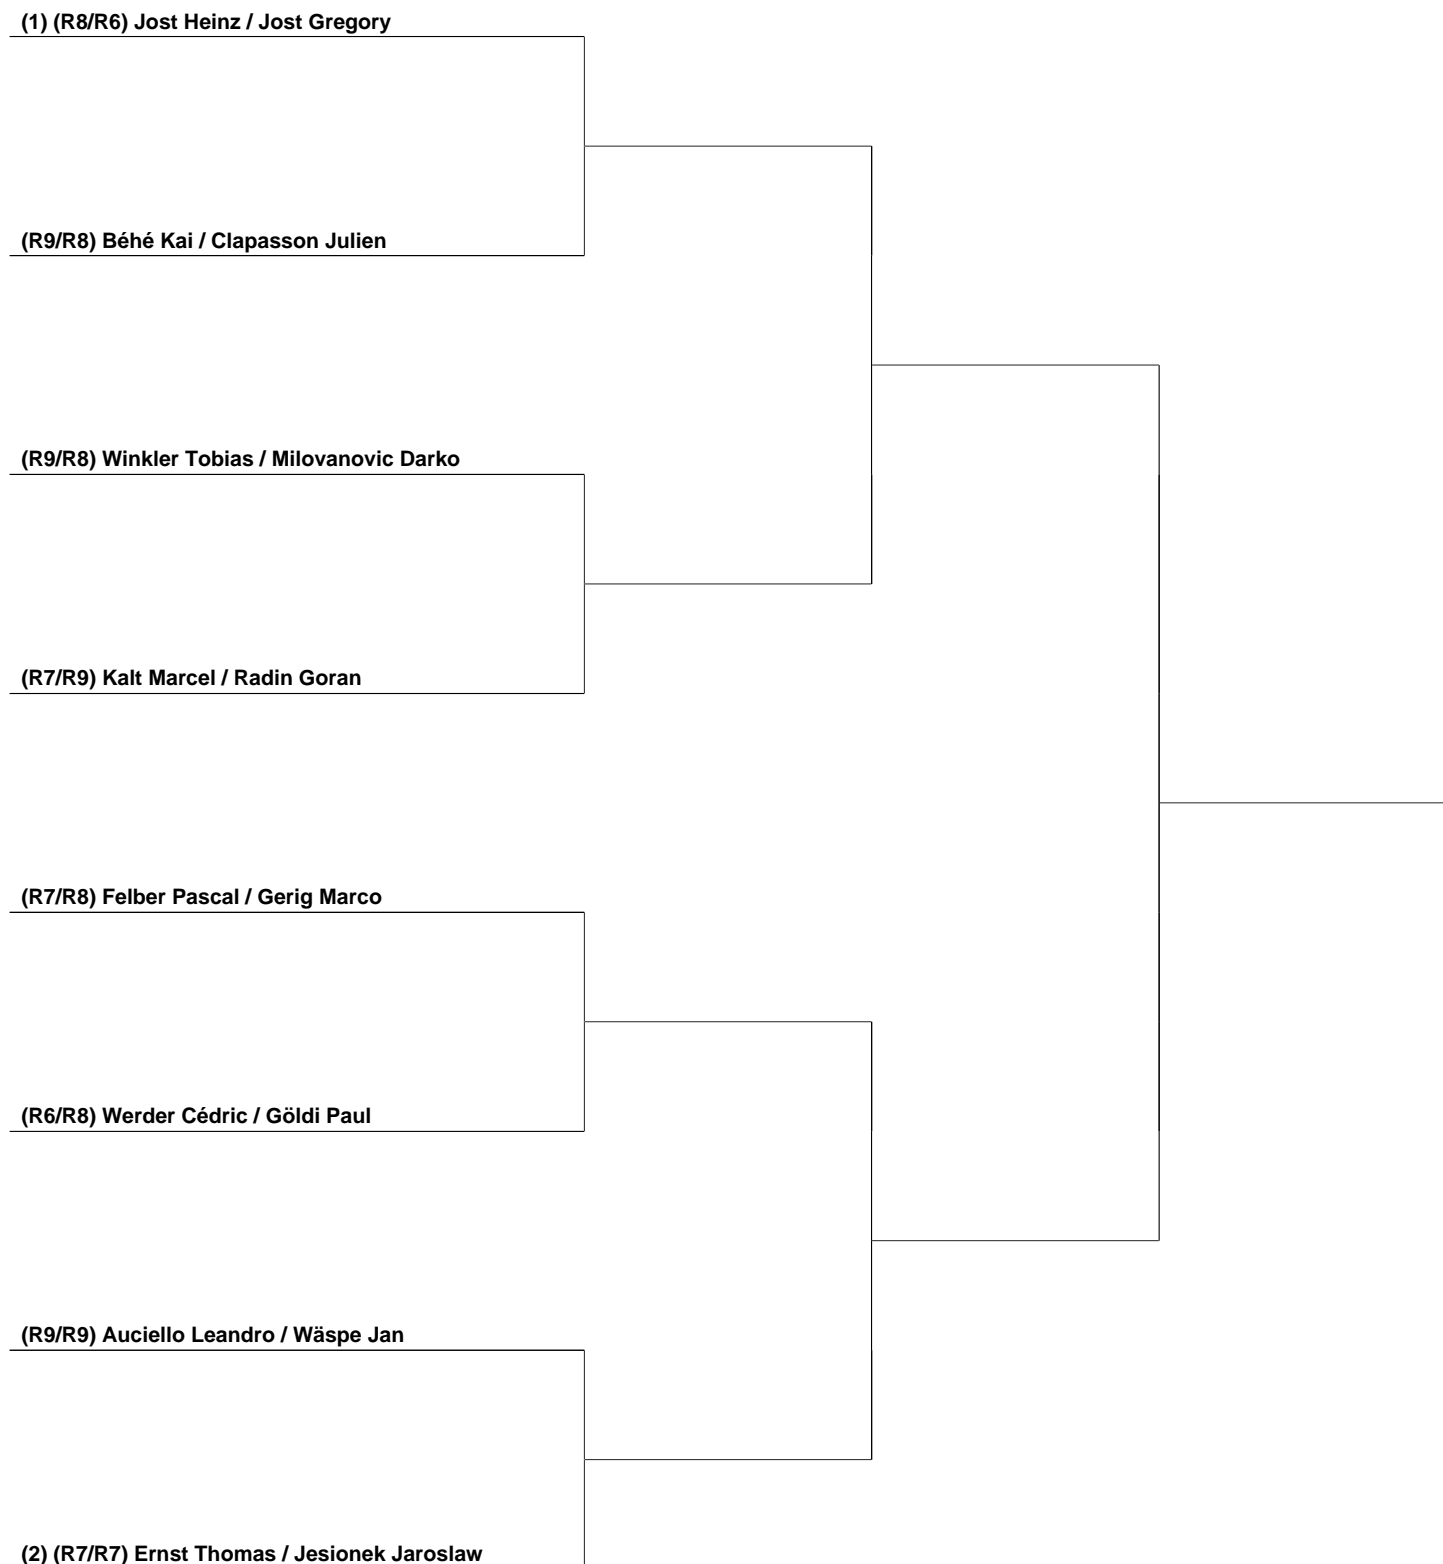 (1) (R8/R6) Jost Heinz / Jost Gregory
(R9/R8) Béhé Kai / Clapasson Julien
(R9/R8) Winkler Tobias / Milovanovic Darko
(R7/R9) Kalt Marcel / Radin Goran
(R7/R8) Felber Pascal / Gerig Marco
(R6/R8) Werder Cédric / Göldi Paul
(R9/R9) Auciello Leandro / Wäspe Jan
(2) (R7/R7) Ernst Thomas / Jesionek Jaroslaw